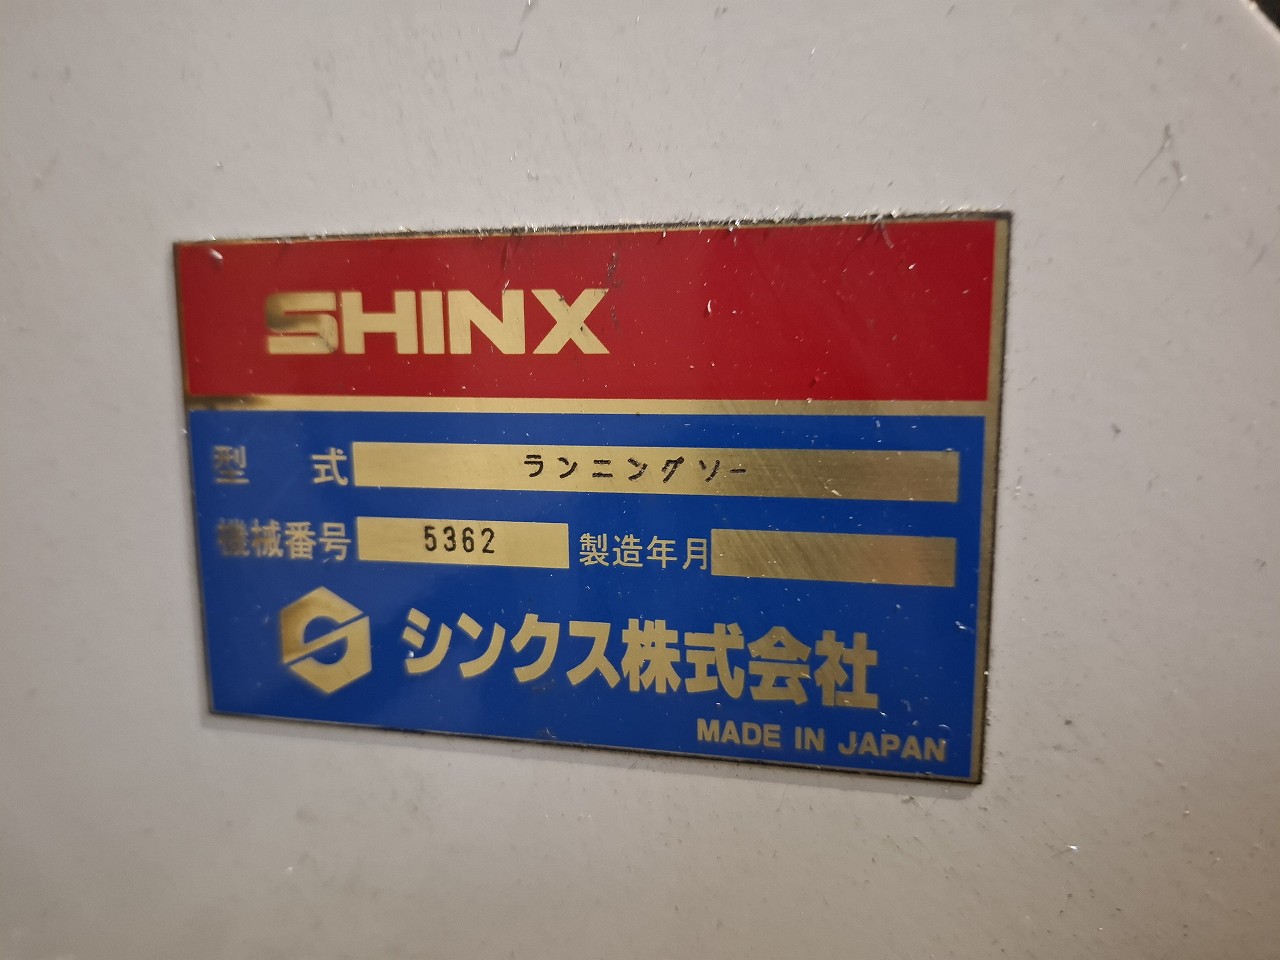 SHINX
型式 ランニングソー
機械番号 5362 製造年月
シンクス株式会社
MADE IN JAPAN